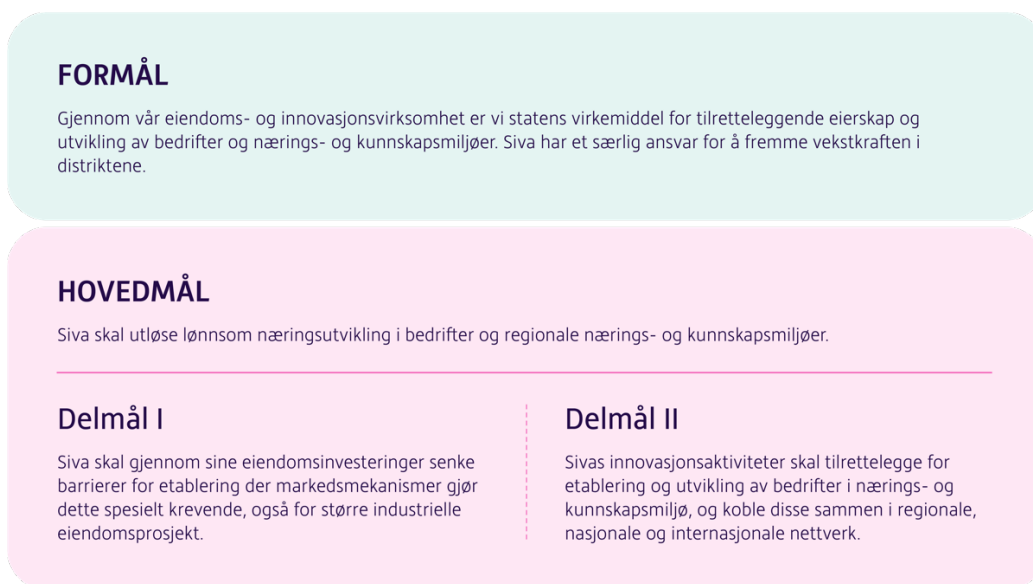 FORMÅL
Gjennom vår eiendoms- og innovasjonsvirksomhet er vi statens virkemiddel for tilretteleggende eierskap og
utvikling av bedrifter og nærings- og kunnskapsmiljøer. Siva har et særlig ansvar for å fremme vekstkraften i
distriktene.
HOVEDMÅL
Siva skal utløse lønnsom næringsutvikling i bedrifter og regionale nærings- og kunnskapsmiljøer.
Delmål I
Siva skal gjennom sine eiendomsinvesteringer senke
barrierer for etablering der markedsmekanismer gjør
dette spesielt krevende, også for større industrielle
eiendomsprosjekt.
Delmål II
Sivas innovasjonsaktiviteter skal tilrettelegge for
etablering og utvikling av bedrifter i nærings- og
kunnskapsmiljø, og koble disse sammen i regionale,
nasjonale og internasjonale nettverk.